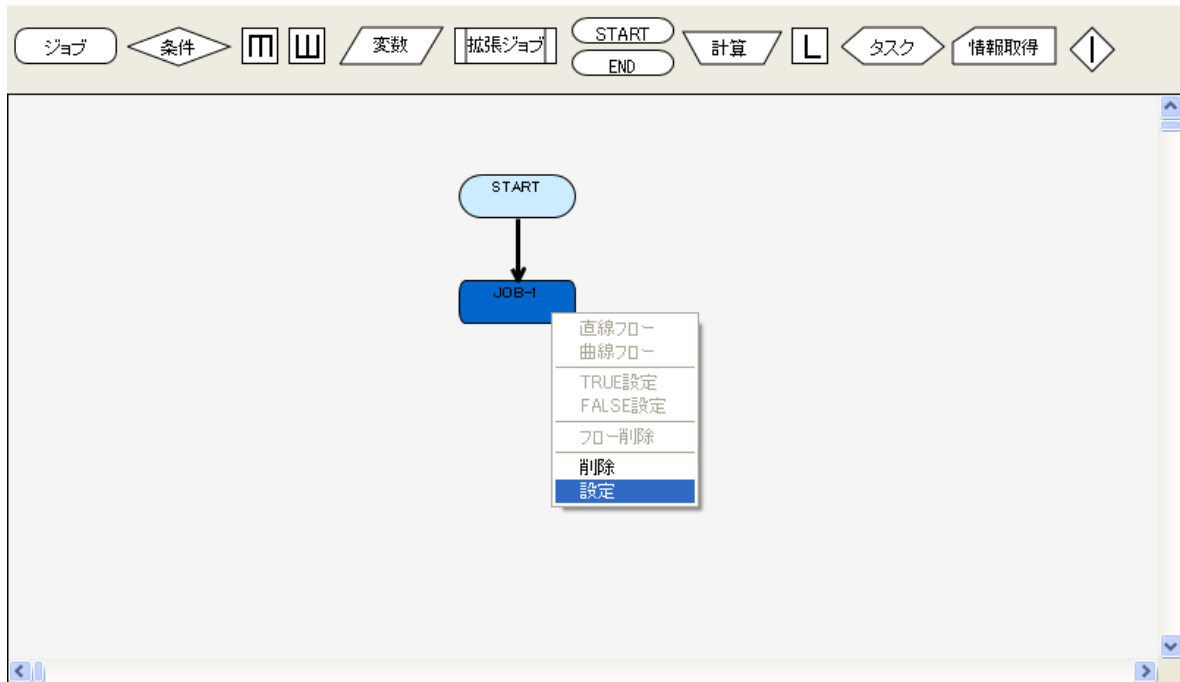 ジョブ
条件
変数
拡張ジョブ
START
END
計算
L
タスク
情報取得
START
JOB-1
直線フロー
曲線フロー
TRUE設定
FALSE設定
フロー削除
削除
設定